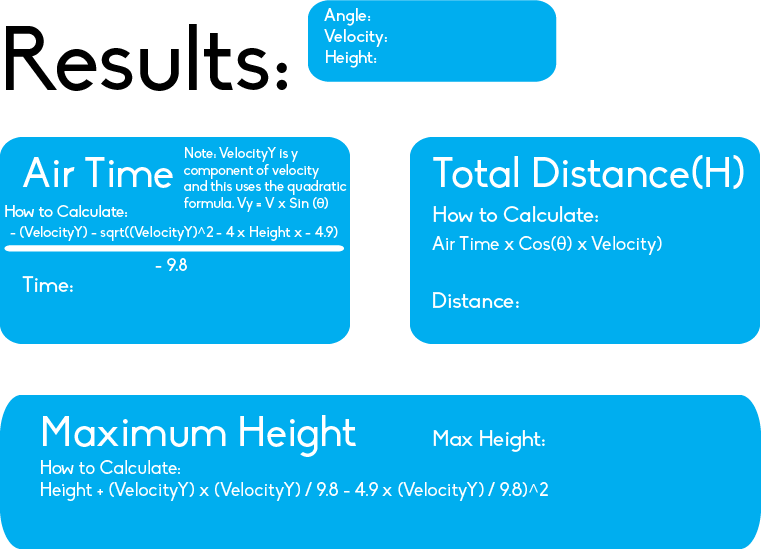 Results:
Angle:
Velocity:
Height:
Air Time
Note: VelocityY is y
component of velocity
and this uses the quadratic
formula. Vy = V x Sin (θ)
How to Calculate:
- (VelocityY) - sqrt((VelocityY)^2 - 4 x Height x - 4.9)
- 9.8
Time:
Total Distance(H)
How to Calculate:
Air Time x Cos(θ) x Velocity)
Distance:
Maximum Height
Max Height:
How to Calculate:
Height + (VelocityY) x (VelocityY) / 9.8 - 4.9 x (VelocityY) / 9.8)^2